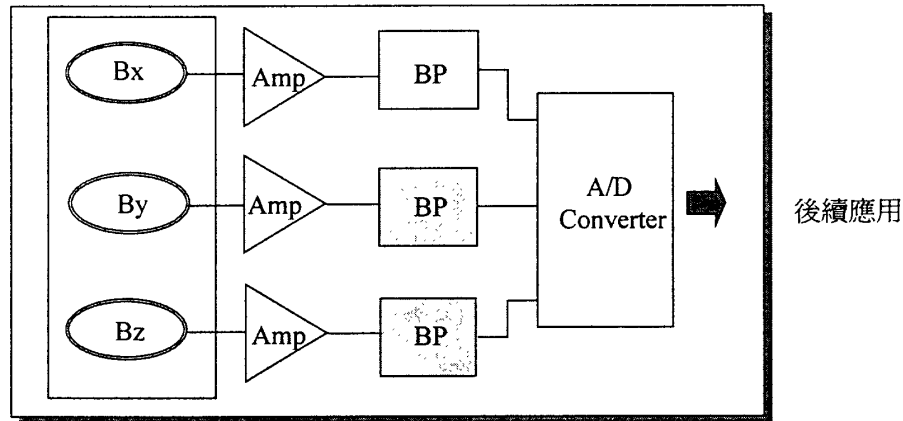 Bx
Amp
BP
By
Amp
BP
A/D
Converter
後續應用
Bz
Amp
BP